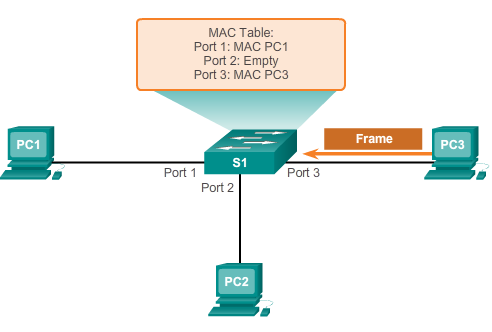 MAC Table:
Port 1: MAC PC1
Port 2: Empty
Port 3: MAC PC3
Frame
PC1
S1
PC3
Port 1
Port 3
Port 2
PC2